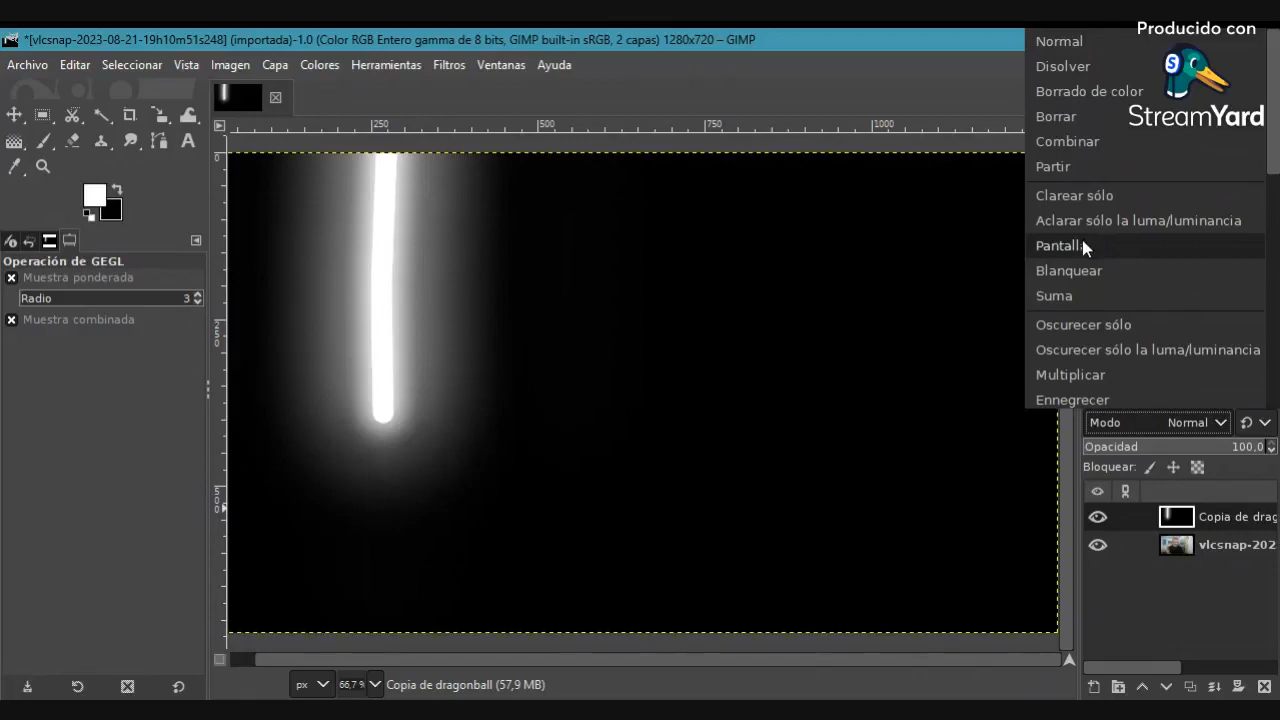 Producido con
StreamYard
*[vlcsnap-2023-08-21-19h10m51s248] (importada)-1.0 (Color RGB Entero gamma de 8 bits, GIMP built-in sRGB, 2 capas) 1280x720 – GIMP
Archivo Editar Seleccionar Vista Imagen Capa Colores Herramientas Filtros Ventanas Ayuda
250 500 750 1000
0
250
500
Operación de GEGL
Muestra ponderada
Radio 3
Muestra combinada
Normal
Disolver
Borrado de color
Borrar
Combinar
Partir
Clarear sólo
Aclarar sólo la luma/luminancia
Pantalla
Blanquear
Suma
Oscurecer sólo
Oscurecer sólo la luma/luminancia
Multiplicar
Ennegrecer
Modo Normal
Opacidad 100,0
Bloquear:
Copia de drag
vlcsnap-202
px 66,7 % Copia de dragonball (57,9 MB)